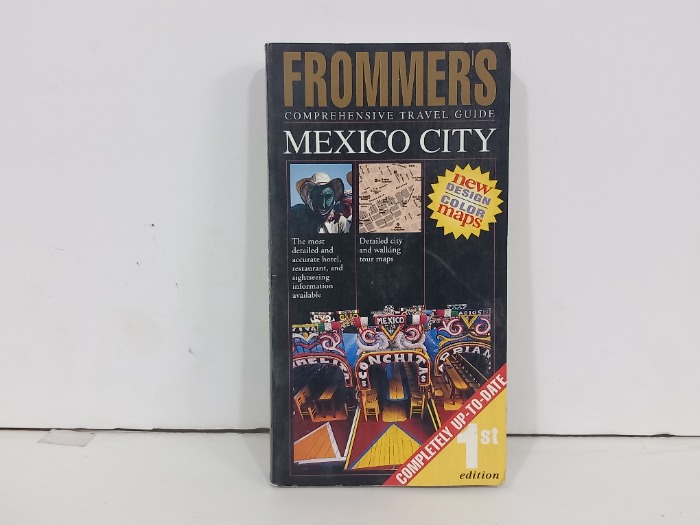 FROMMER'S
COMPREHENSIVE TRAVEL GUIDE
MEXICO CITY
new
DESIGN
COLOR
maps
The most
detailed and
accurate hotel,
restaurant, and
sightseeing
information
available
Detailed city
and walking
tour maps
MEXICO
CONCHITA
COMPLETELY UP-TO-DATE
1st
edition